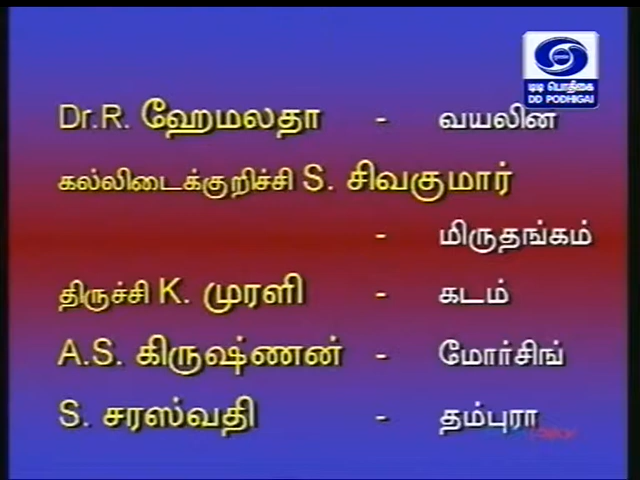 டிடி பொதிகை
DD PODHIGAI
Dr.R. ஹேமலதா - வயலின்
கல்லிடைக்குறிச்சி S. சிவகுமார்
- மிருதங்கம்
திருச்சி K. முரளி - கடம்
A.S. கிருஷ்ணன் - மோர்சிங்
S. சரஸ்வதி - தம்புரா